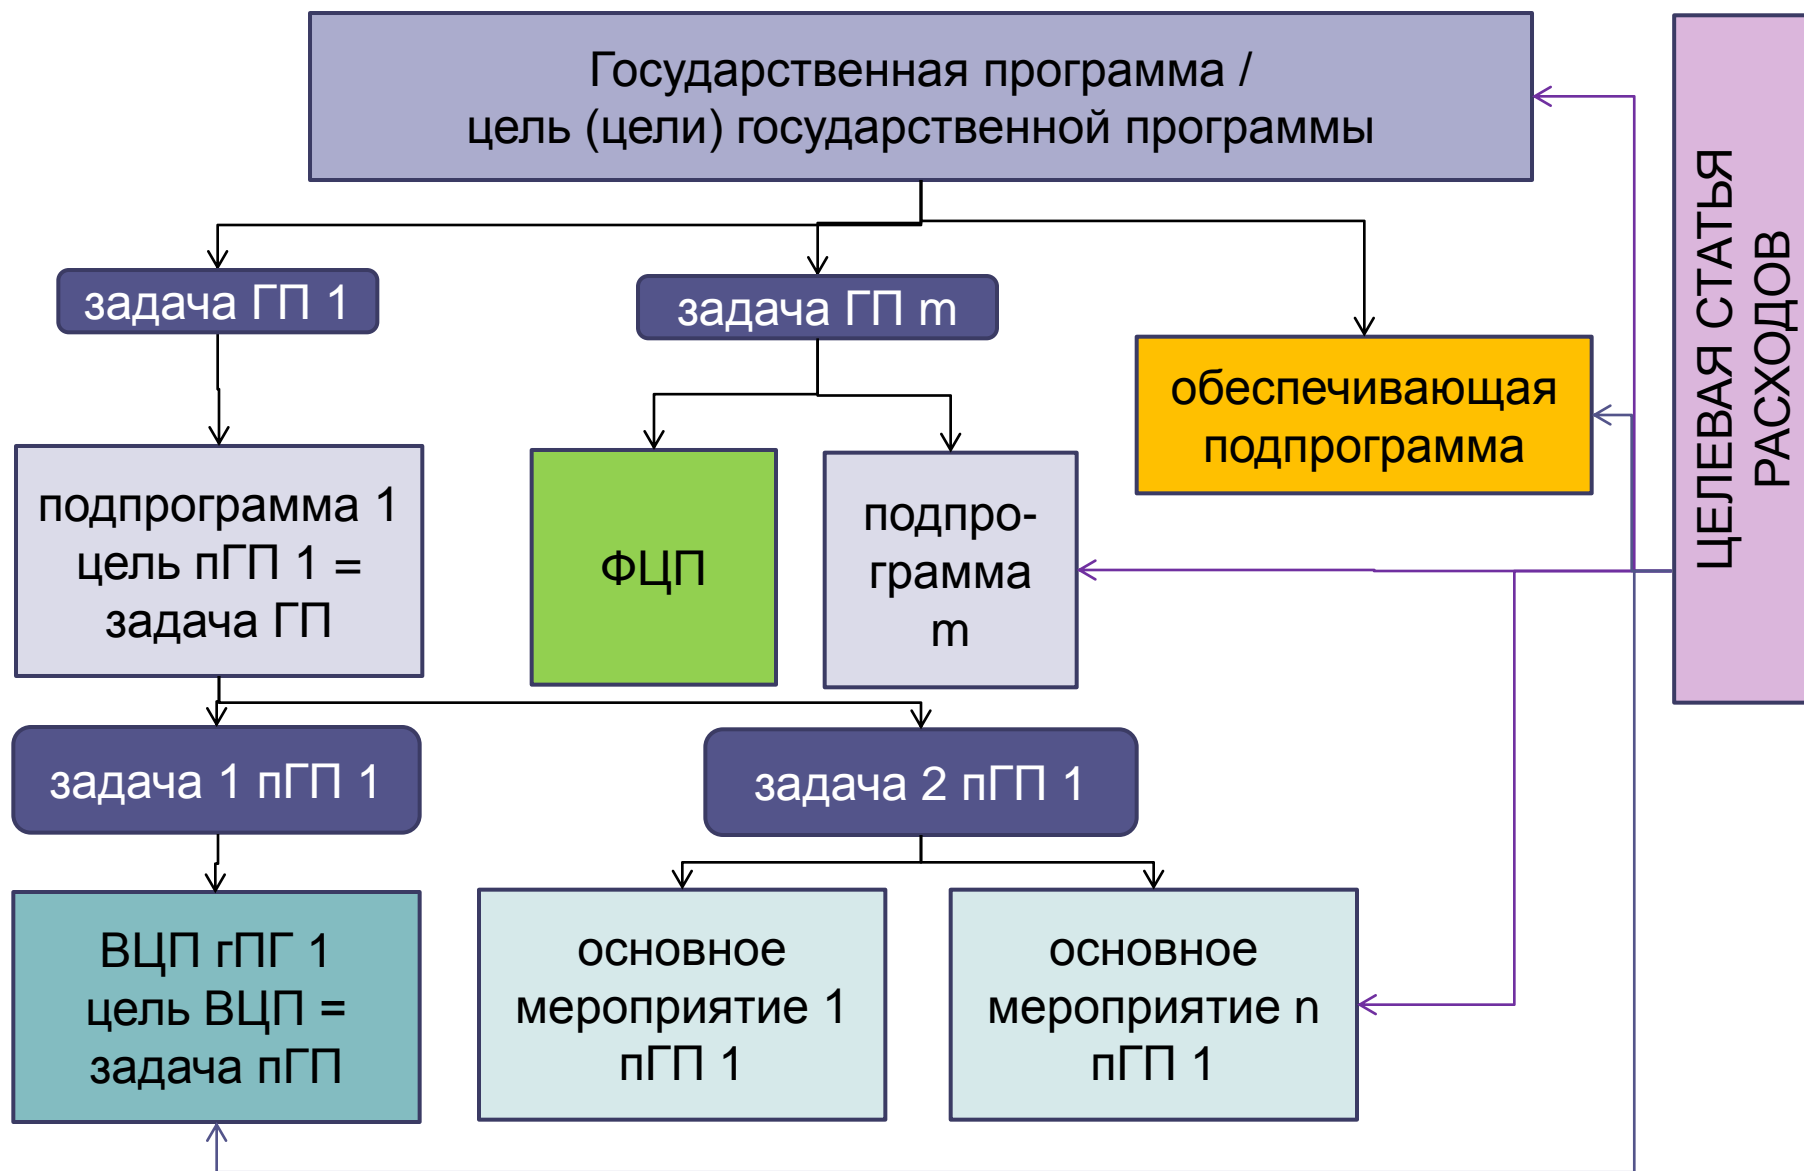 Государственная программа /
цель (цели) государственной программы
ЦЕЛЕВАЯ СТАТЬЯ
РАСХОДОВ
задача ГП 1
задача ГП m
обеспечивающая
подпрограмма
подпрограмма 1
цель пГП 1 =
задача ГП
ФЦП
подпро-
грамма
m
задача 1 пГП 1
задача 2 пГП 1
ВЦП гПГ 1
цель ВЦП =
задача пГП
основное
мероприятие 1
пГП 1
основное
мероприятие n
пГП 1